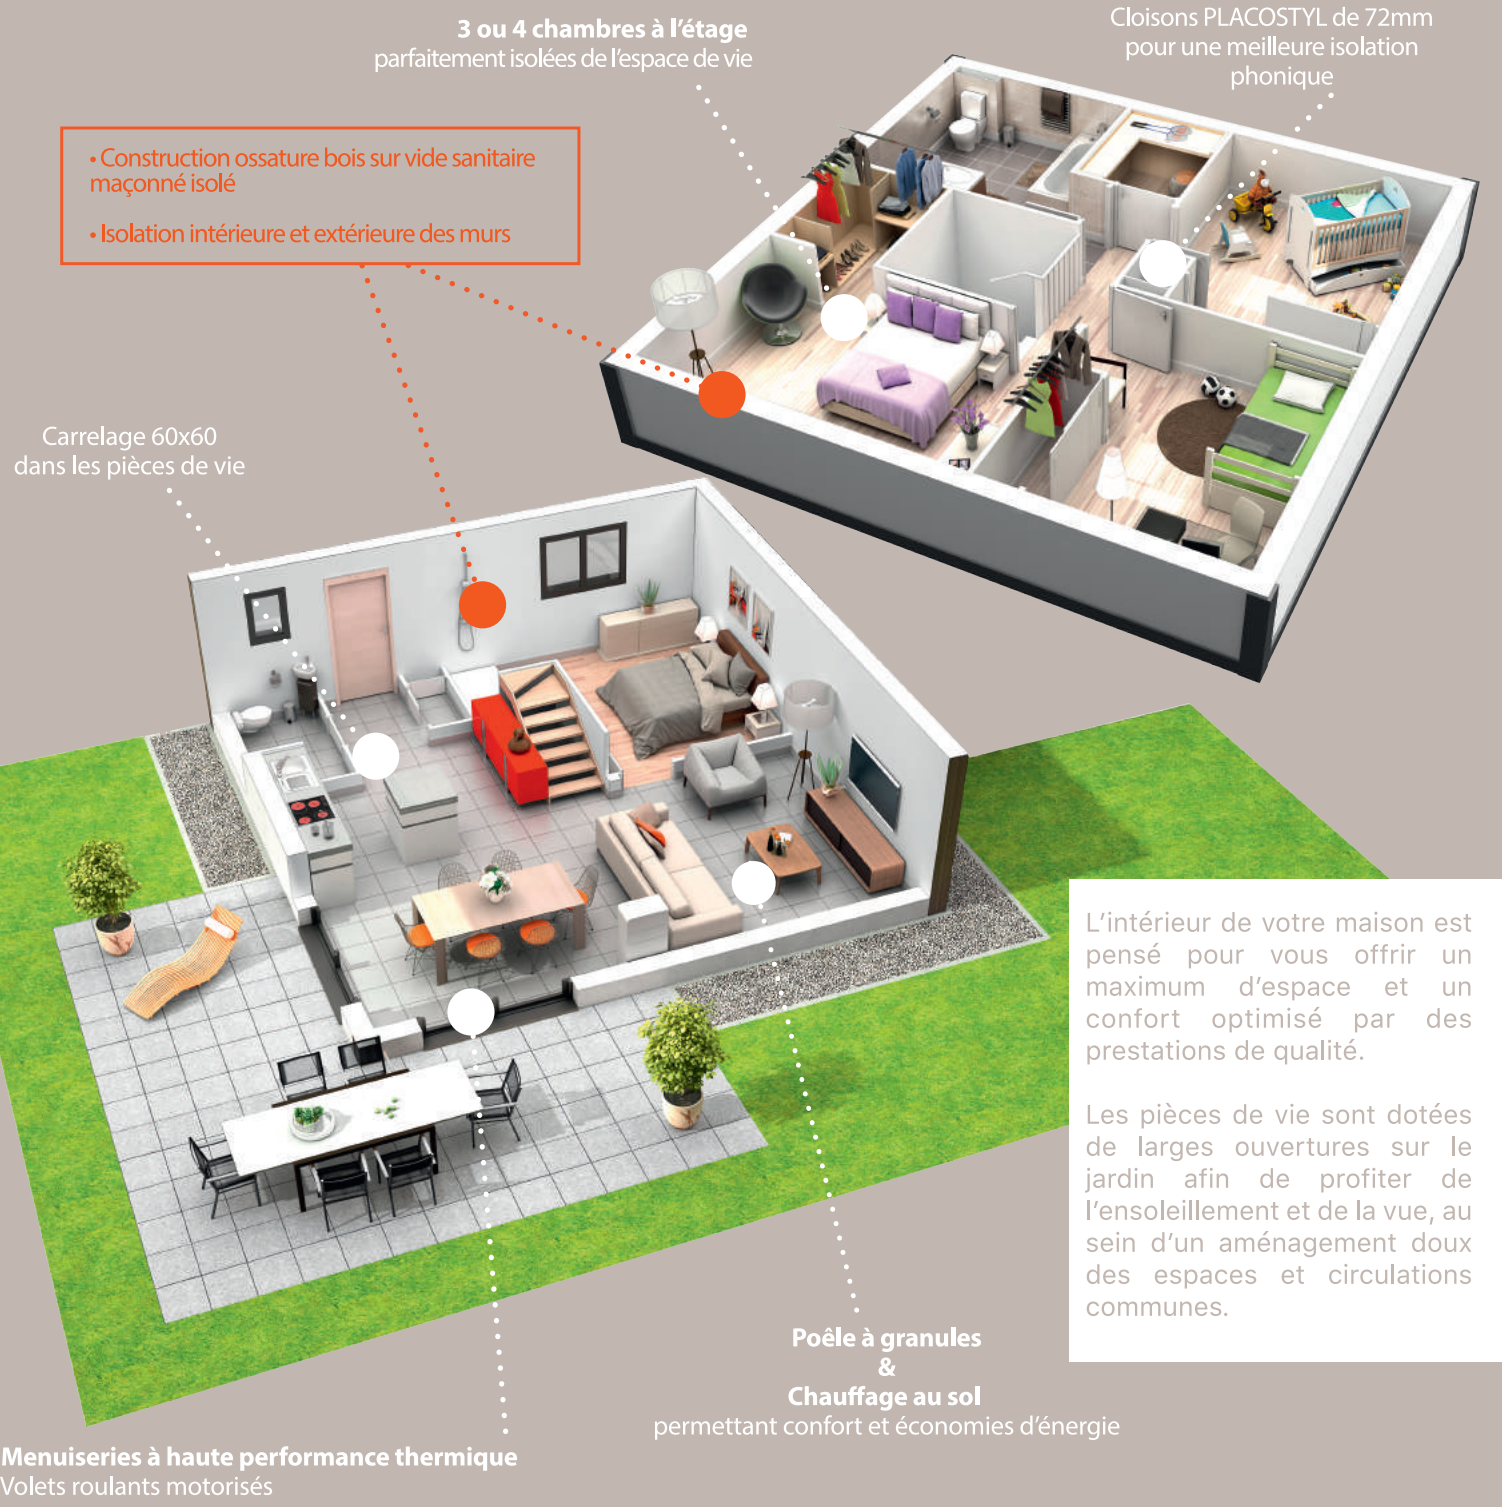 3 ou 4 chambres à l'étage
parfaitement isolées de l'espace de vie
Cloisons PLACOSTYL de 72mm
pour une meilleure isolation
phonique
• Construction ossature bois sur vide sanitaire
maçonné isolé
• Isolation intérieure et extérieure des murs
Carrelage 60x60
dans les pièces de vie
L'intérieur de votre maison est
pensé pour vous offrir un
maximum d'espace et un
confort optimisé par des
prestations de qualité.
Les pièces de vie sont dotées
de larges ouvertures sur le
jardin afin de profiter de
l'ensoleillement et de la vue, au
sein d'un aménagement doux
des espaces et circulations
communes.
Poêle à granules
&
Chauffage au sol
permettant confort et économies d'énergie
Menuiseries à haute performance thermique
Volets roulants motorisés